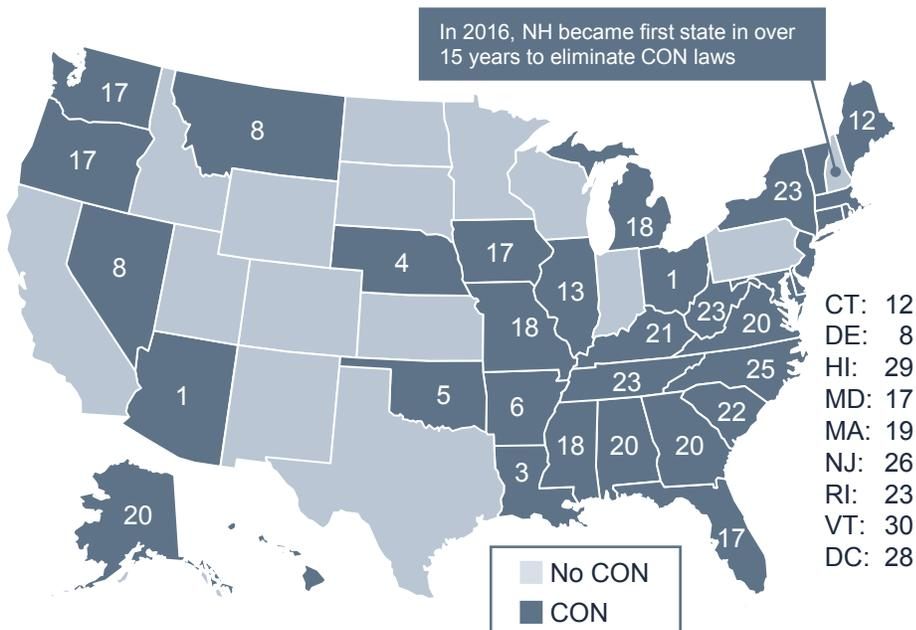 In 2016, NH became first state in over
15 years to eliminate CON laws
17
8
12
17
23
18
8
4
17
13
1
23
20
18
21
25
1
5
6
23
22
3
18
20
20
20
17
CT: 12
DE: 8
HI: 29
MD: 17
MA: 19
NJ: 26
RI: 23
VT: 30
DC: 28
No CON
CON